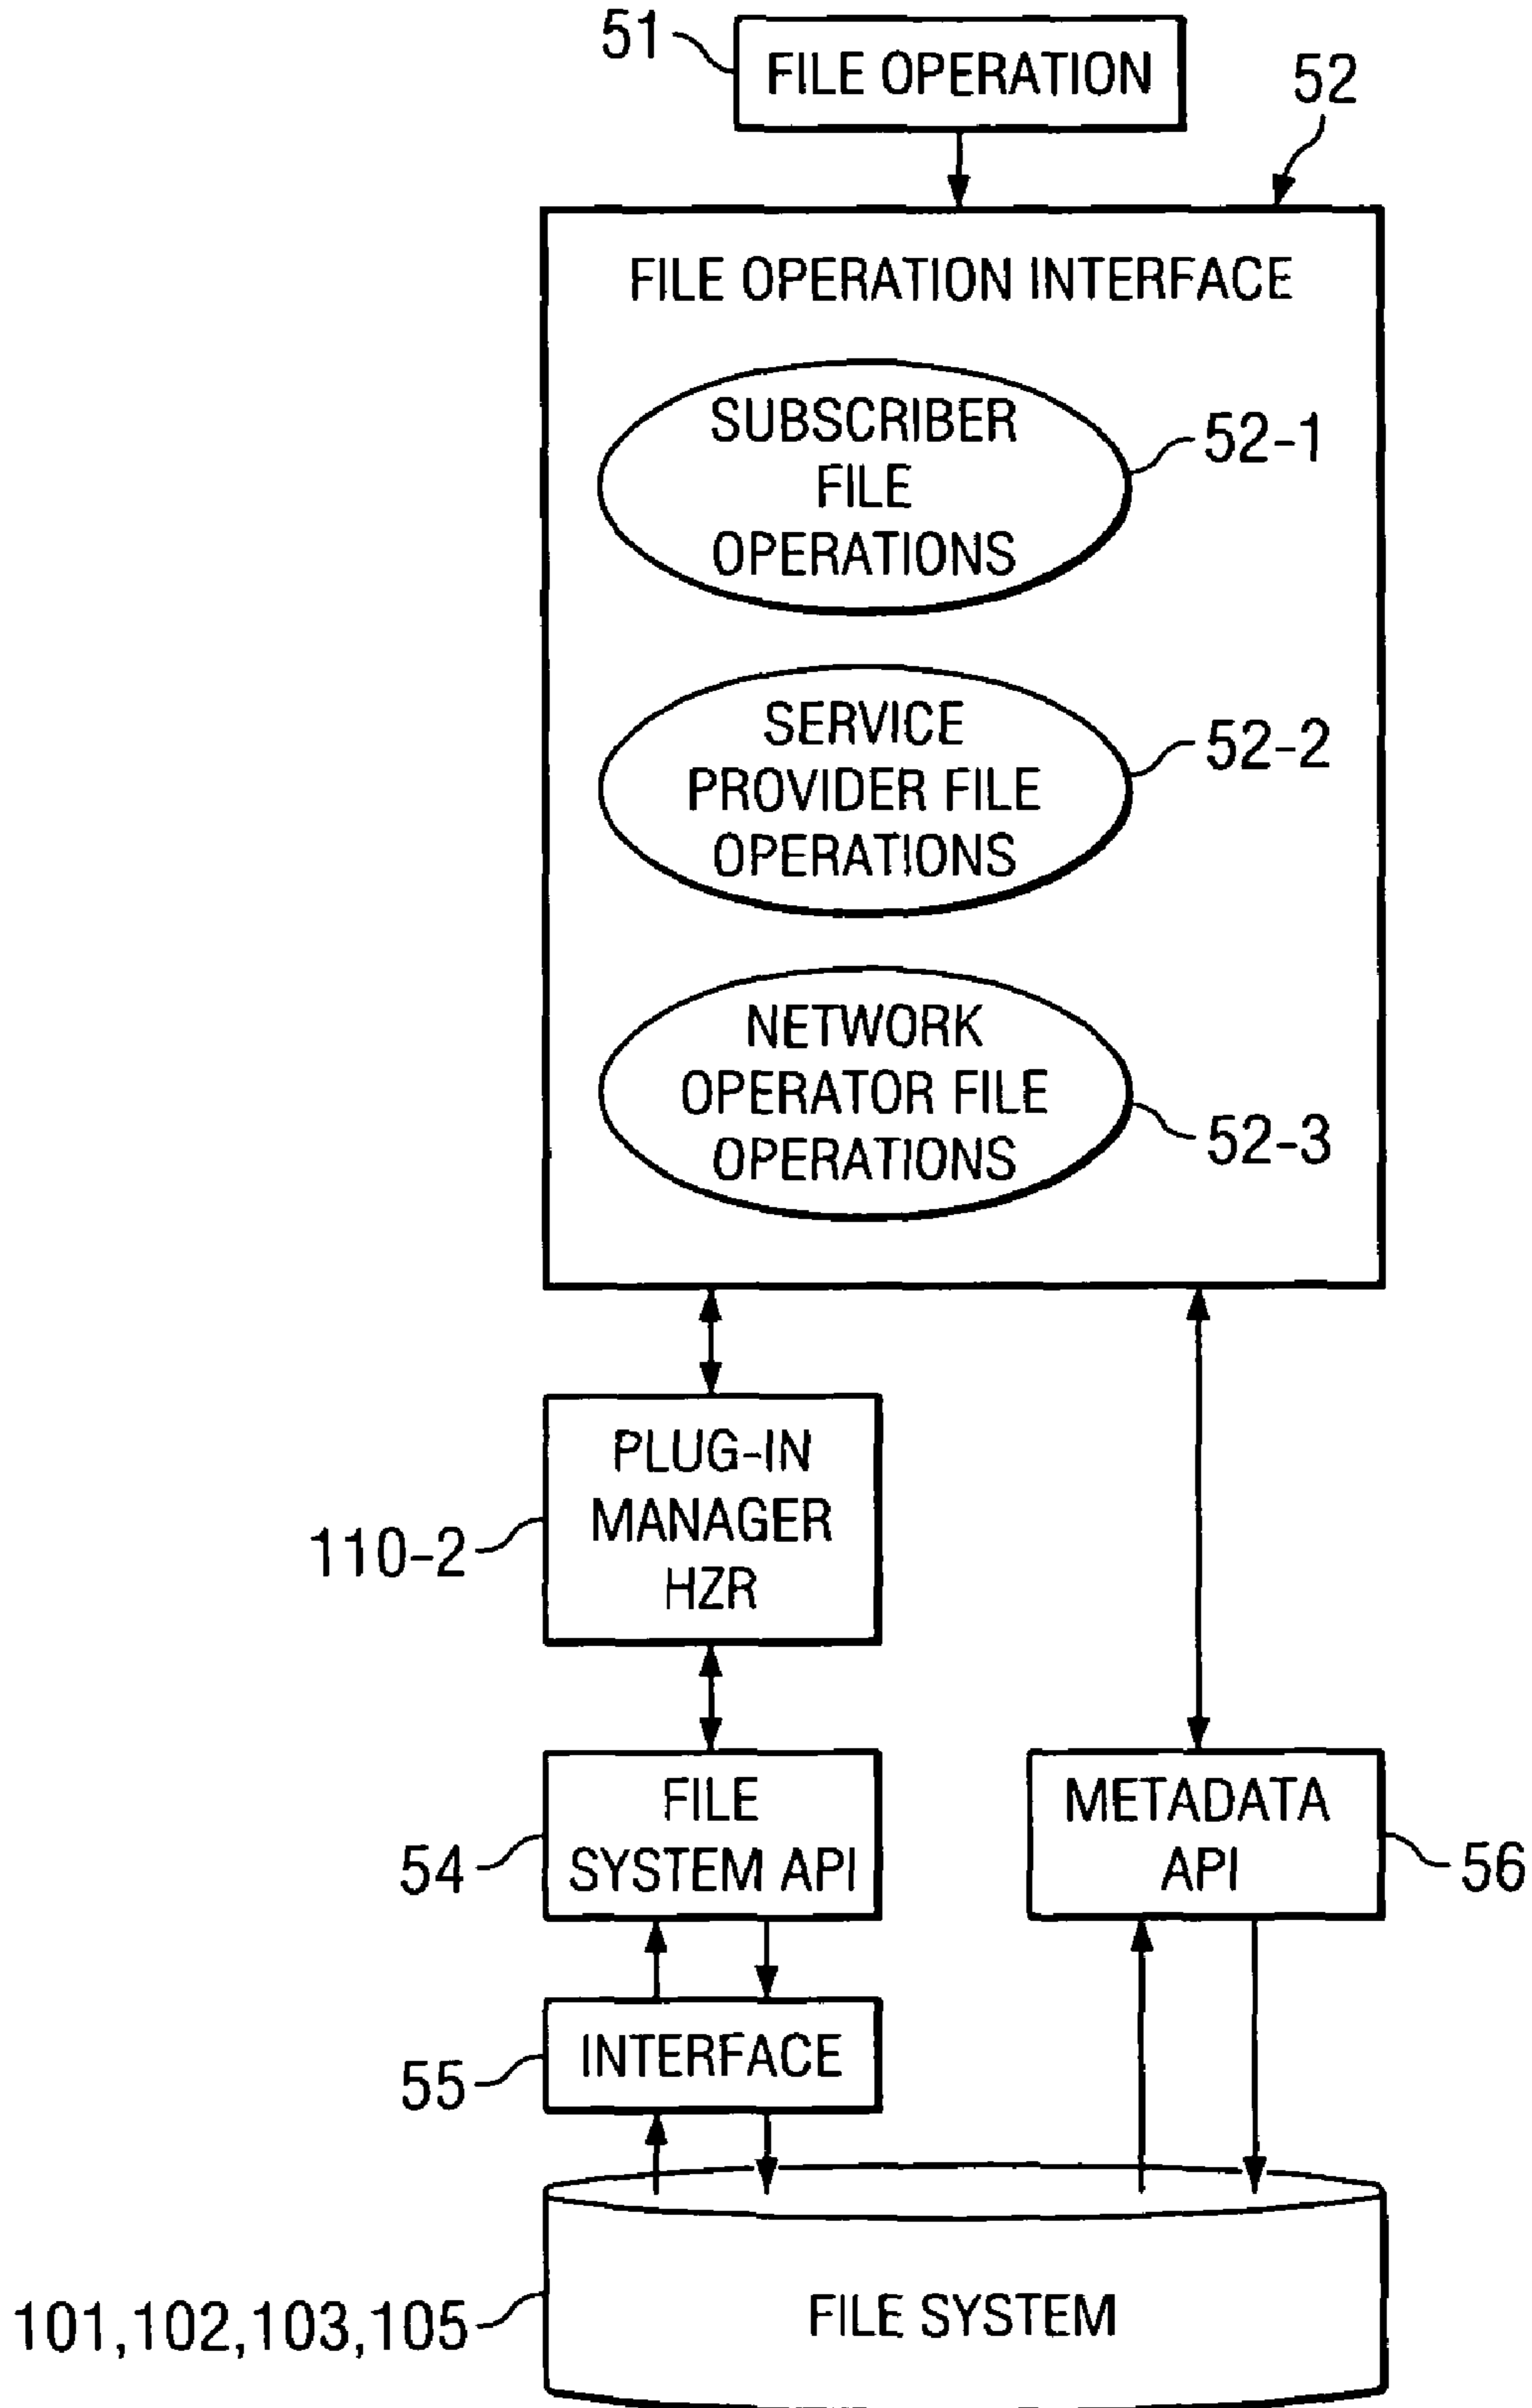 51
FILE OPERATION
52
FILE OPERATION INTERFACE
SUBSCRIBER
FILE
OPERATIONS
52-1
SERVICE
PROVIDER FILE
OPERATIONS
52-2
NETWORK
OPERATOR FILE
OPERATIONS
52-3
PLUG-IN
MANAGER
HZR
110-2
FILE
SYSTEM API
54
METADATA
API
56
INTERFACE
55
FILE SYSTEM
101,102,103,105